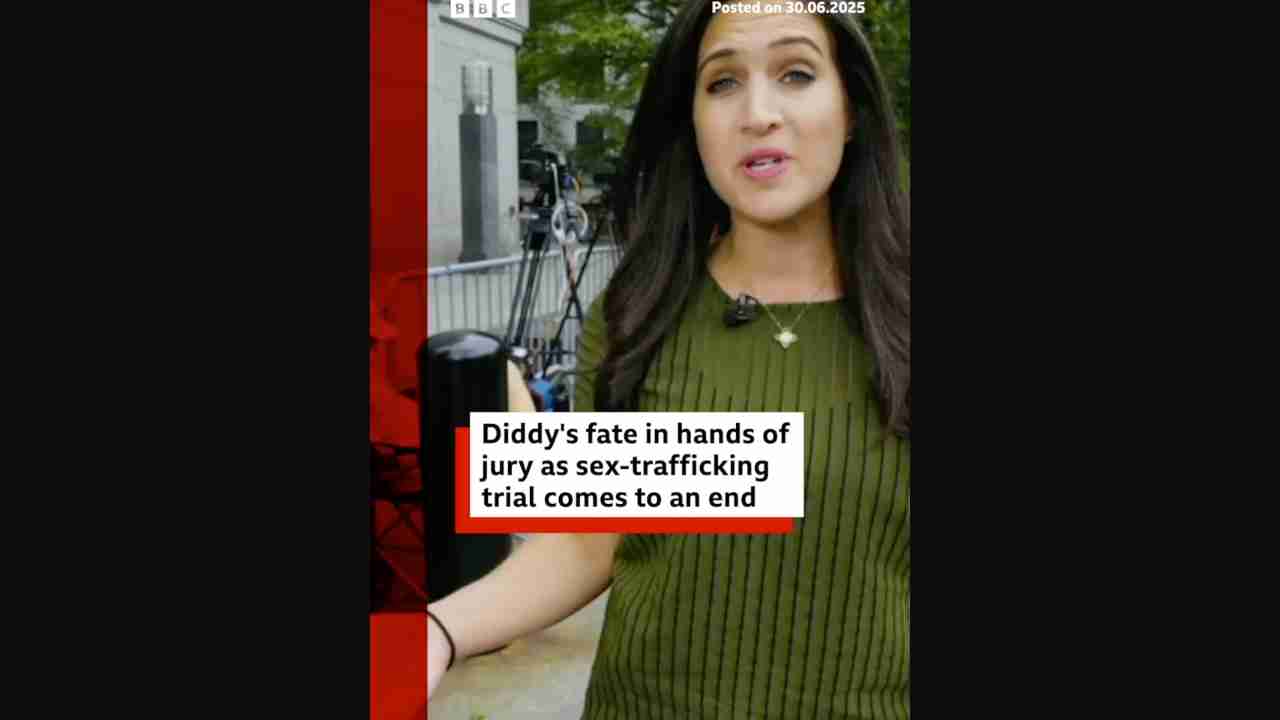 BBC
Posted on 30.06.2025
Diddy's fate in hands of
jury as sex-trafficking
trial comes to an end